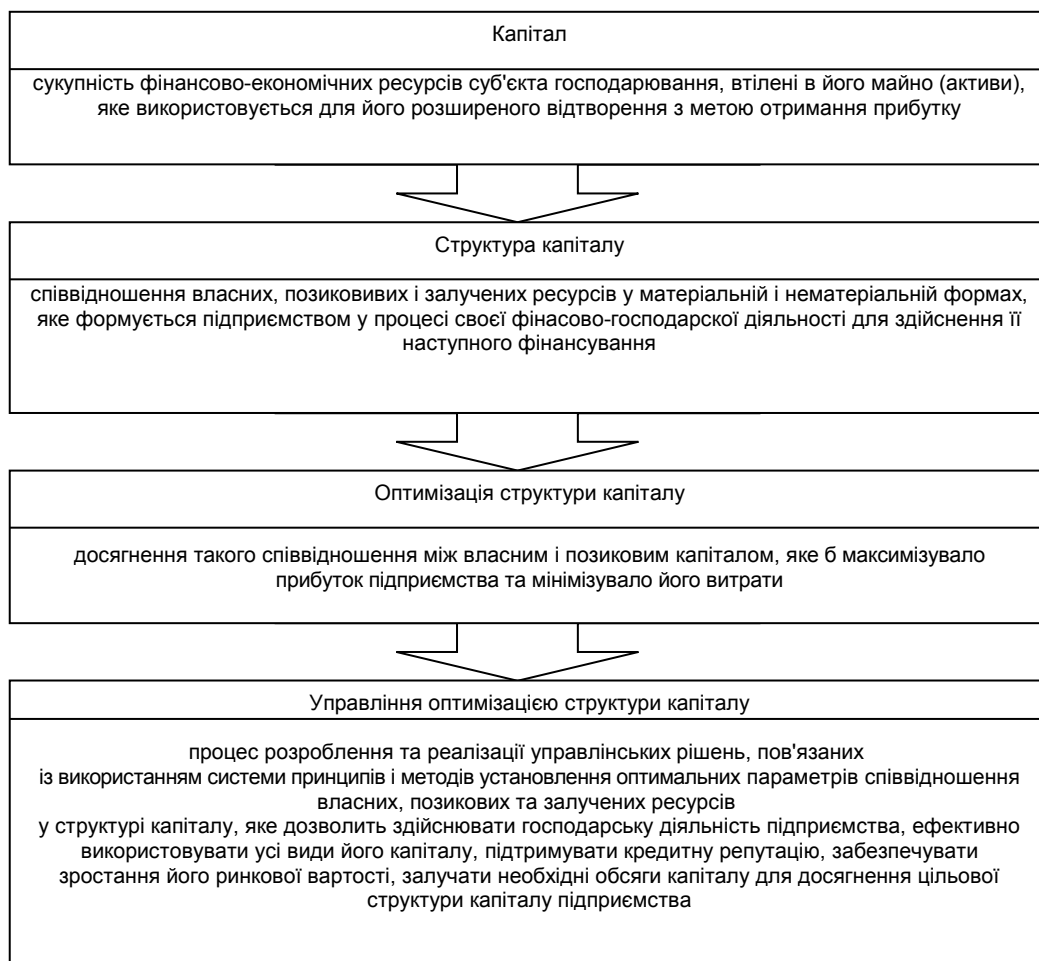 Капітал
сукупність фінансово-економічних ресурсів суб'єкта господарювання, втілені в його майно (активи),
яке використовується для його розширеного відтворення з метою отримання прибутку
Структура капіталу
співвідношення власних, позиковивих і залучених ресурсів у матеріальній і нематеріальній формах,
яке формується підприємством у процесі своєї фінасово-господарскої діяльності для здійснення її
наступного фінансування
Оптимізація структури капіталу
досягнення такого співвідношення між власним і позиковим капіталом, яке б максимізувало
прибуток підприємства та мінімізувало його витрати
Управління оптимізацією структури капіталу
процес розроблення та реалізації управлінських рішень, пов'язаних
із використанням системи принципів і методів установлення оптимальних параметрів співвідношення
власних, позикових та залучених ресурсів
у структурі капіталу, яке дозволить здійснювати господарську діяльність підприємства, ефективно
використовувати усі види його капіталу, підтримувати кредитну репутацію, забезпечувати
зростання його ринкової вартості, залучати необхідні обсяги капіталу для досягнення цільової
структури капіталу підприємства